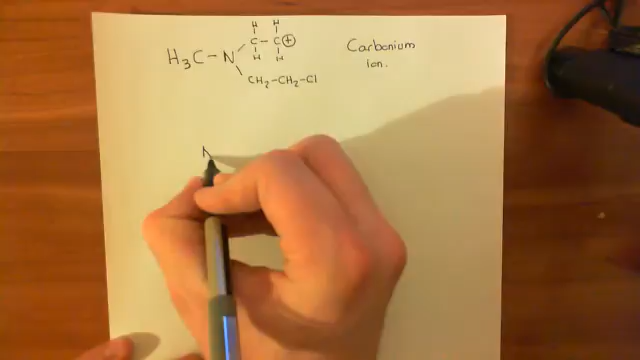 H H
H₃C-N C-C⊕
H H
CH₂-CH₂-Cl
Carbonium
Ion.
N